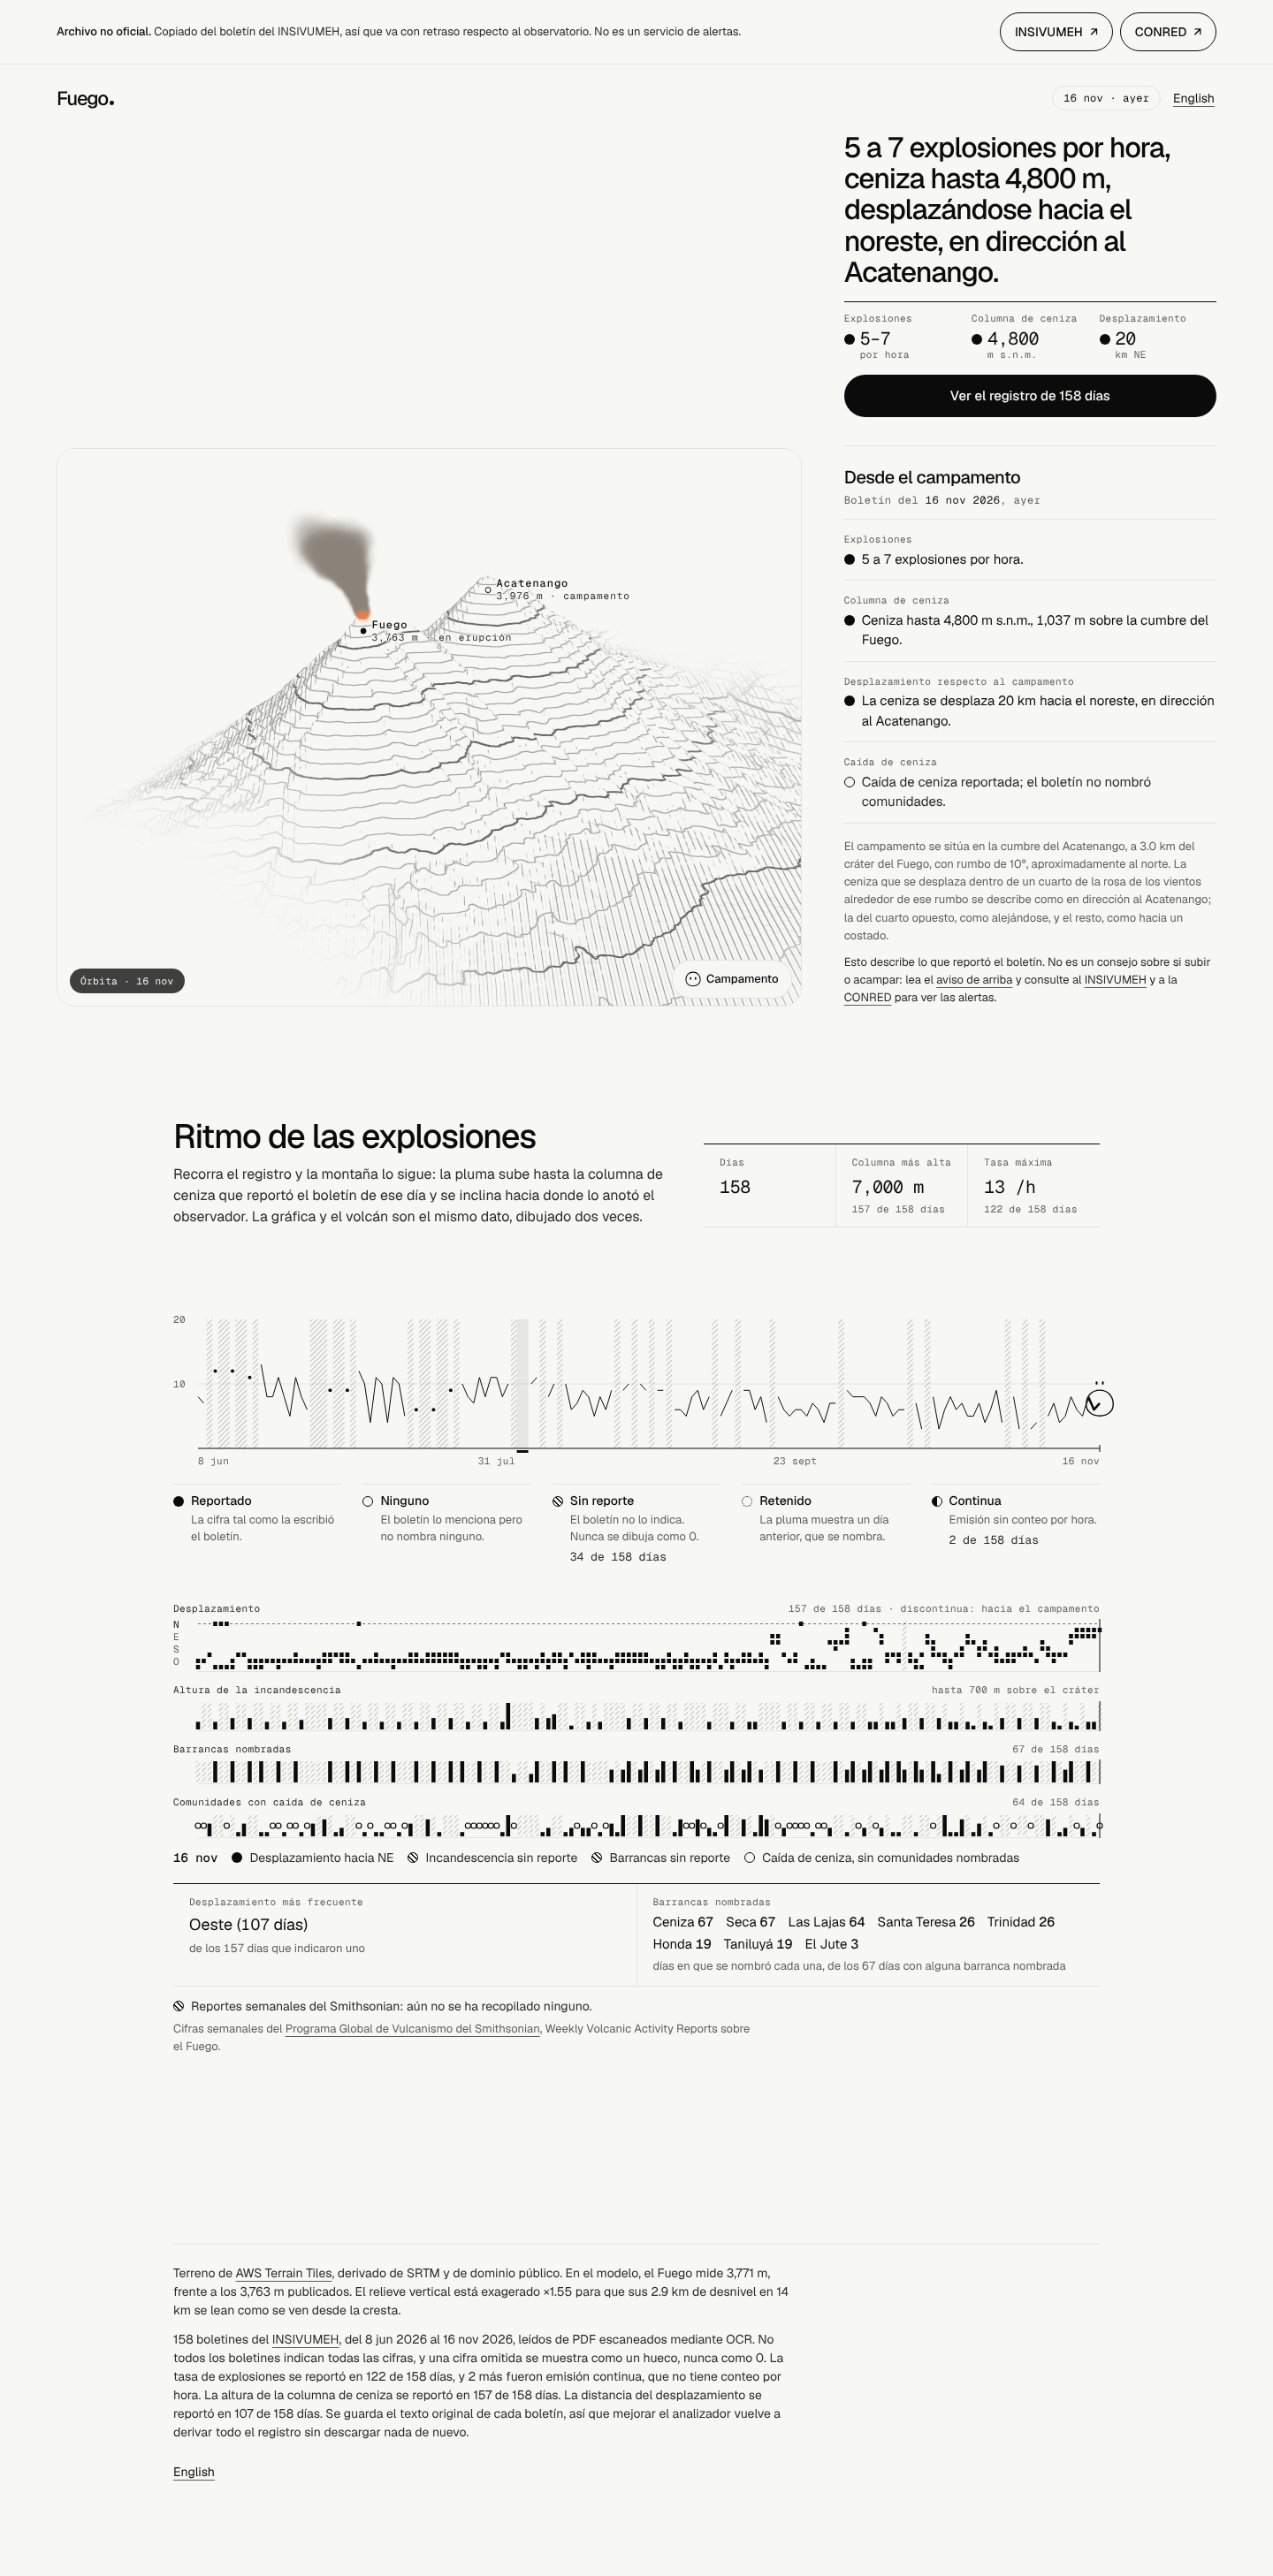 Archivo no oficial. Copiado del boletín del INSIVUMEH, así que va con retraso respecto al observatorio. No es un servicio de alertas.
INSIVUMEH ↗
CONRED ↗
Fuego.
16 nov · ayer
English
5 a 7 explosiones por hora,
ceniza hasta 4,800 m,
desplazándose hacia el
noreste, en dirección al
Acatenango.
Explosiones
5–7
por hora
Columna de ceniza
4,800
m s.n.m.
Desplazamiento
20
km NE
Ver el registro de 158 días
Acatenango
3,976 m · campamento
Fuego
3,763 m · en erupción
Órbita · 16 nov
Campamento
Desde el campamento
Boletín del 16 nov 2026, ayer
Explosiones
5 a 7 explosiones por hora.
Columna de ceniza
Ceniza hasta 4,800 m s.n.m., 1,037 m sobre la cumbre del
Fuego.
Desplazamiento respecto al campamento
La ceniza se desplaza 20 km hacia el noreste, en dirección
al Acatenango.
Caída de ceniza
Caída de ceniza reportada; el boletín no nombró
comunidades.
El campamento se sitúa en la cumbre del Acatenango, a 3.0 km del
cráter del Fuego, con rumbo de 10°, aproximadamente al norte. La
ceniza que se desplaza dentro de un cuarto de la rosa de los vientos
alrededor de ese rumbo se describe como en dirección al Acatenango;
la del cuarto opuesto, como alejándose, y el resto, como hacia un
costado.
Esto describe lo que reportó el boletín. No es un consejo sobre si subir
o acampar: lea el aviso de arriba y consulte al INSIVUMEH y a la
CONRED para ver las alertas.
Ritmo de las explosiones
Recorra el registro y la montaña lo sigue: la pluma sube hasta la columna de
ceniza que reportó el boletín de ese día y se inclina hacia donde lo anotó el
observador. La gráfica y el volcán son el mismo dato, dibujado dos veces.
Días
158
Columna más alta
7,000 m
157 de 158 días
Tasa máxima
13 /h
122 de 158 días
20
10
8 jun
31 jul
23 sept
16 nov
Reportado
La cifra tal como la escribió
el boletín.
Ninguno
El boletín lo menciona pero
no nombra ninguno.
Sin reporte
El boletín no lo indica.
Nunca se dibuja como 0.
34 de 158 días
Retenido
La pluma muestra un día
anterior, que se nombra.
Continua
Emisión sin conteo por hora.
2 de 158 días
Desplazamiento
157 de 158 días · discontinua: hacia el campamento
N
E
S
O
Altura de la incandescencia
hasta 700 m sobre el cráter
Barrancas nombradas
67 de 158 días
Comunidades con caída de ceniza
64 de 158 días
16 nov
Desplazamiento hacia NE
Incandescencia sin reporte
Barrancas sin reporte
Caída de ceniza, sin comunidades nombradas
Desplazamiento más frecuente
Oeste (107 días)
de los 157 días que indicaron uno
Barrancas nombradas
Ceniza 67 Seca 67 Las Lajas 64 Santa Teresa 26 Trinidad 26
Honda 19 Taniluyá 19 El Jute 3
días en que se nombró cada una, de los 67 días con alguna barranca nombrada
Reportes semanales del Smithsonian: aún no se ha recopilado ninguno.
Cifras semanales del Programa Global de Vulcanismo del Smithsonian, Weekly Volcanic Activity Reports sobre
el Fuego.
Terreno de AWS Terrain Tiles, derivado de SRTM y de dominio público. En el modelo, el Fuego mide 3,771 m,
frente a los 3,763 m publicados. El relieve vertical está exagerado ×1.55 para que sus 2.9 km de desnivel en 14
km se lean como se ven desde la cresta.
158 boletines del INSIVUMEH, del 8 jun 2026 al 16 nov 2026, leídos de PDF escaneados mediante OCR. No
todos los boletines indican todas las cifras, y una cifra omitida se muestra como un hueco, nunca como 0. La
tasa de explosiones se reportó en 122 de 158 días, y 2 más fueron emisión continua, que no tiene conteo por
hora. La altura de la columna de ceniza se reportó en 157 de 158 días. La distancia del desplazamiento se
reportó en 107 de 158 días. Se guarda el texto original de cada boletín, así que mejorar el analizador vuelve a
derivar todo el registro sin descargar nada de nuevo.
English